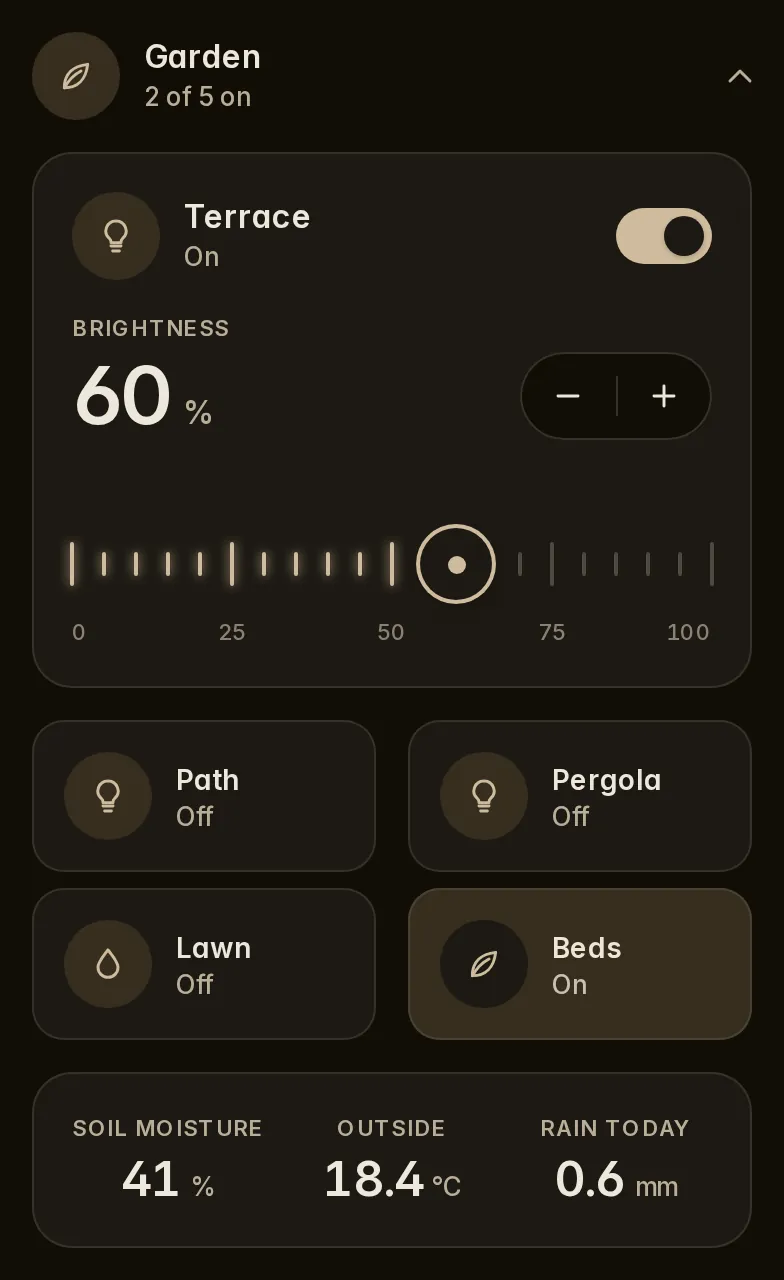 Garden
2 of 5 on
Terrace
On
BRIGHTNESS
60 %
0 25 50 75 100
Path
Off
Pergola
Off
Lawn
Off
Beds
On
SOIL MOISTURE
41 %
OUTSIDE
18.4 °C
RAIN TODAY
0.6 mm